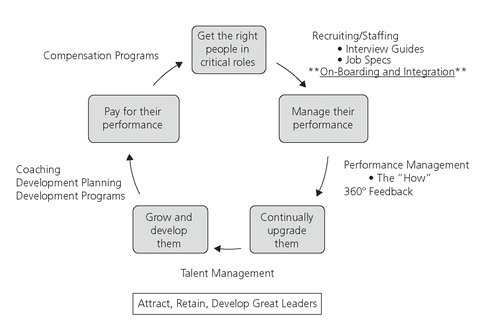 Get the right
people in
critical roles
Compensation Programs
Recruiting/Staffing
• Interview Guides
• Job Specs
**On-Boarding and Integration**
Pay for their
performance
Manage their
performance
Performance Management
• The “How”
360° Feedback
Coaching
Development Planning
Development Programs
Grow and
develop
them
Continually
upgrade
them
Talent Management
Attract, Retain, Develop Great Leaders